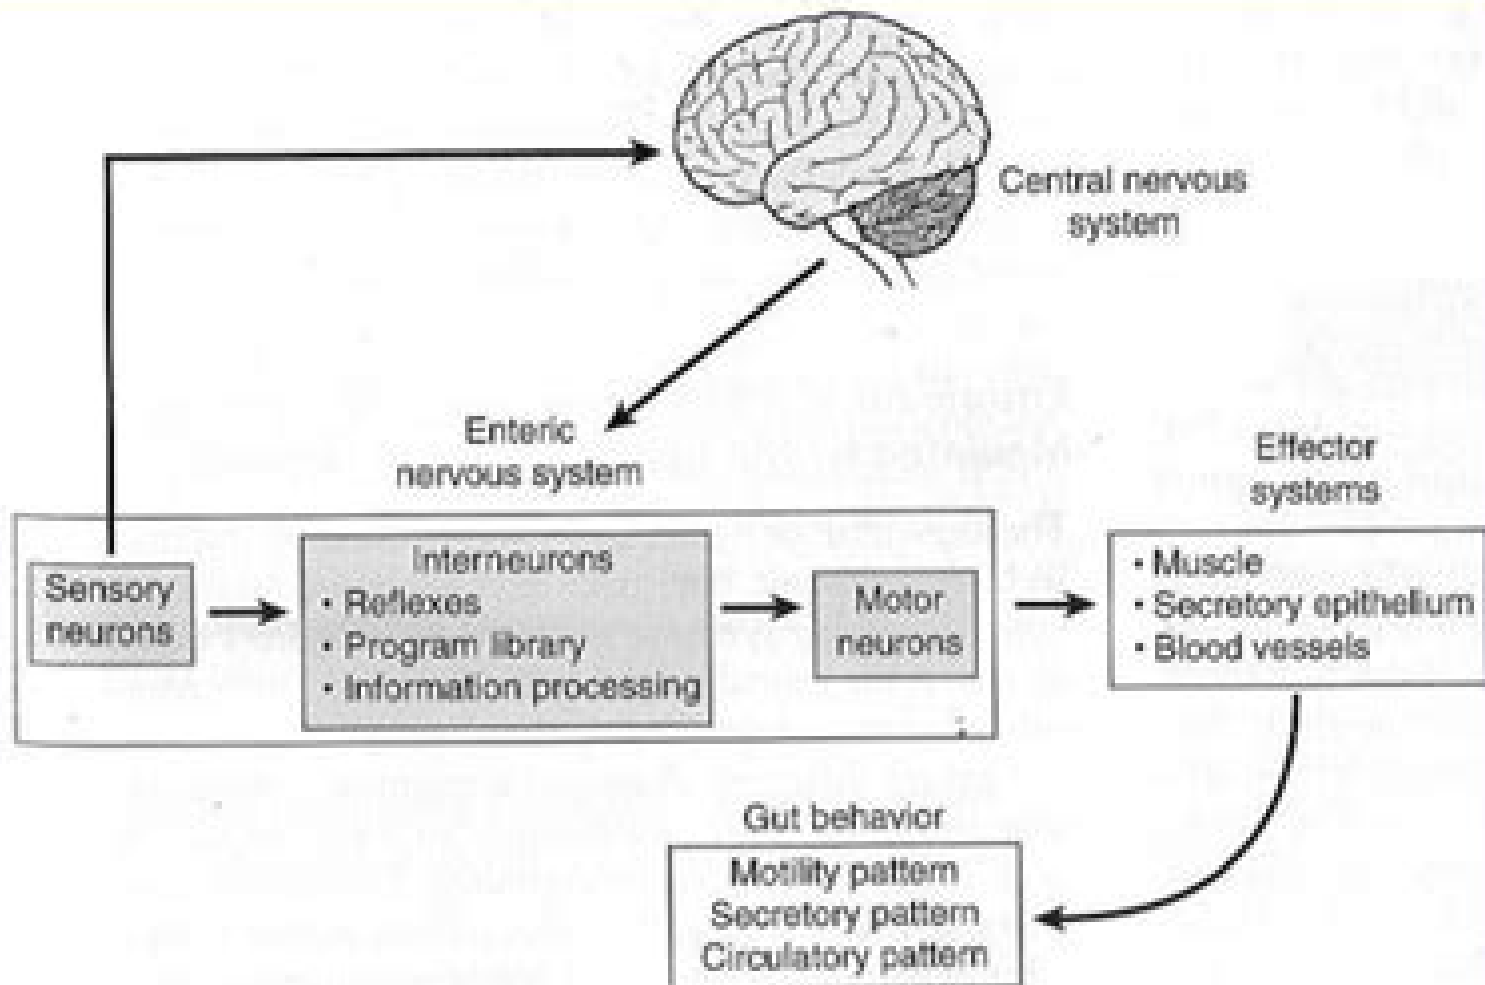 Central nervous
system
Enteric
nervous system
Effector
systems
Sensory
neurons
Interneurons
• Reflexes
• Program library
• Information processing
Motor
neurons
• Muscle
• Secretory epithelium
• Blood vessels
Gut behavior
Motility pattern
Secretory pattern
Circulatory pattern